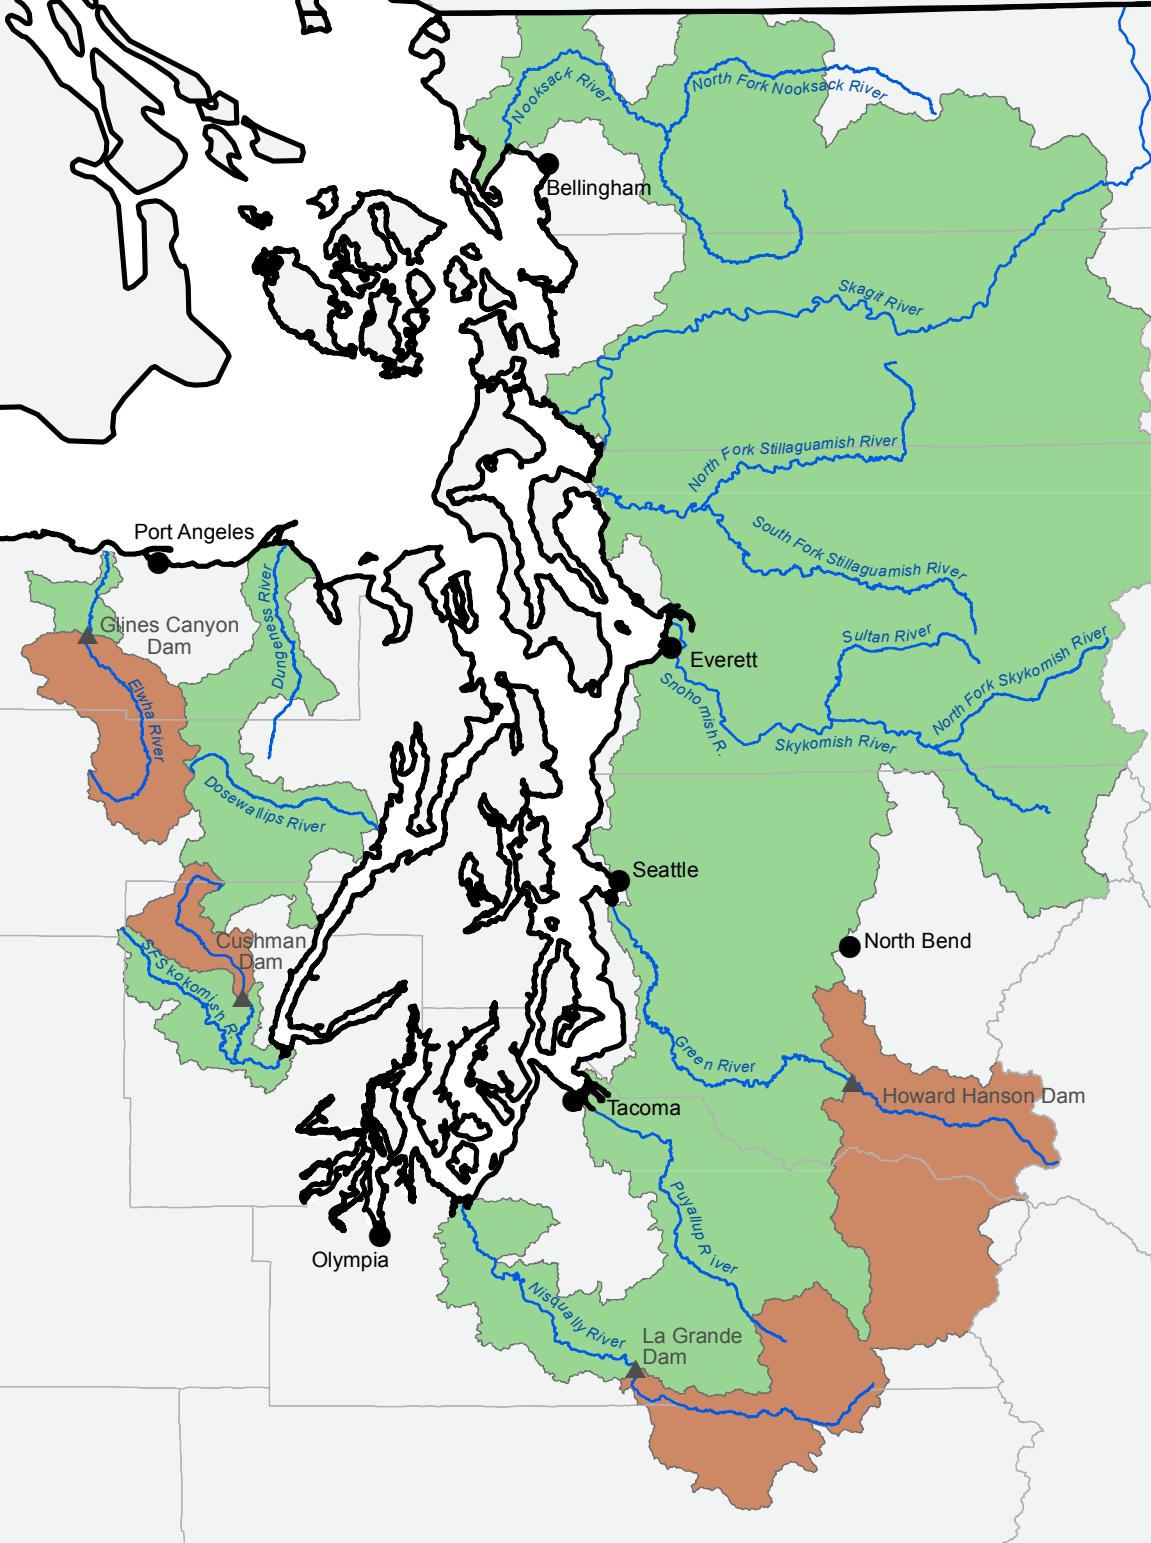 Nooksack River
North Fork Nooksack River
Bellingham
Skagit River
North Fork Stillaguamish River
South Fork Stillaguamish River
Port Angeles
Glines Canyon
Dam
Dungeness River
Elwha River
Everett
Sultan River
North Fork Skykomish River
Snohomish R.
Skykomish River
Dosewallips River
Seattle
North Bend
Cushman
Dam
SF Skokomish R.
Green River
Howard Hanson Dam
Tacoma
Puyallup River
Olympia
Nisqually River
La Grande
Dam